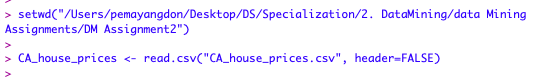 > setwd("/Users/pemayangdon/Desktop/DS/Specialization/2. DataMining/data Mining
Assignments/DM Assignment2")
>
> CA_house_prices <- read.csv("CA_house_prices.csv", header=FALSE)
>